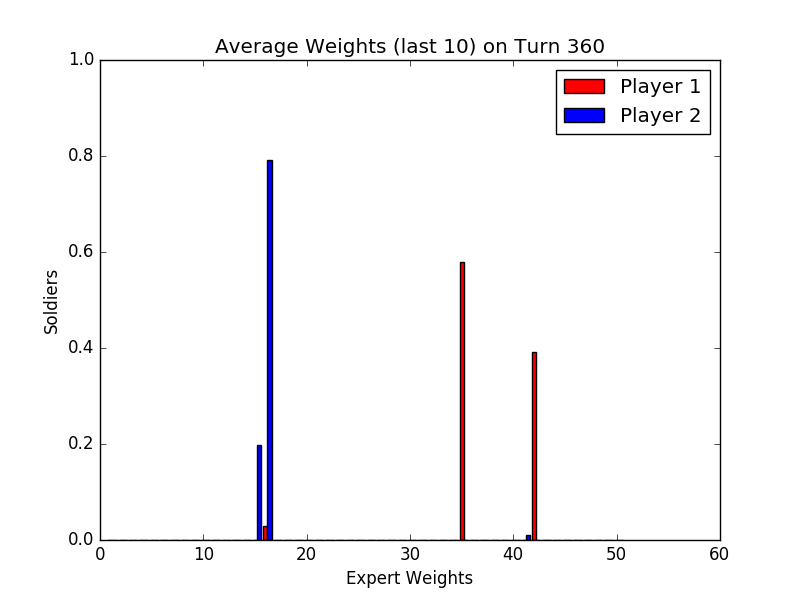 Average Weights (last 10) on Turn 360
1.0
0.8
0.6
0.4
0.2
0.0
Soldiers
Player 1
Player 2
0 10 20 30 40 50 60
Expert Weights